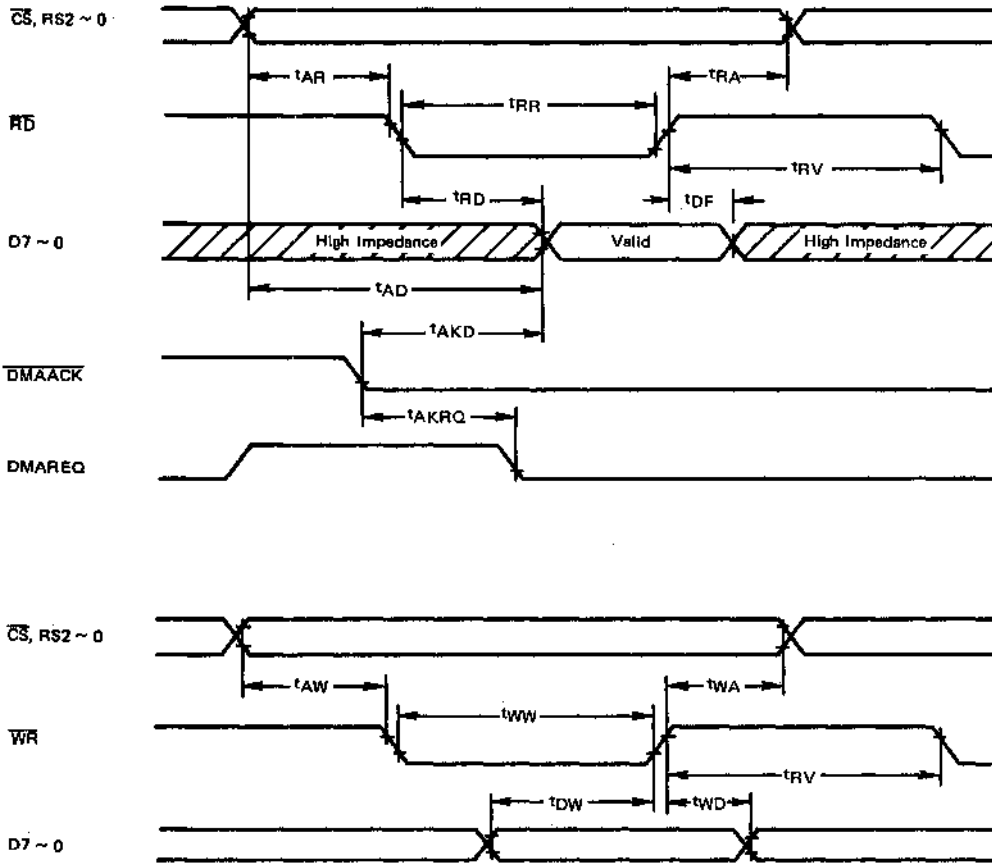 CS, RS2 ~ 0
tAR
tRA
tRR
RD
tRV
tRD
tDF
D7 ~ 0
High Impedance
Valid
High Impedance
tAD
tAKD
DMAACK
tAKRQ
DMAREQ
CS, RS2 ~ 0
tAW
tWA
tWW
WR
tRV
tDW
tWD
D7 ~ 0